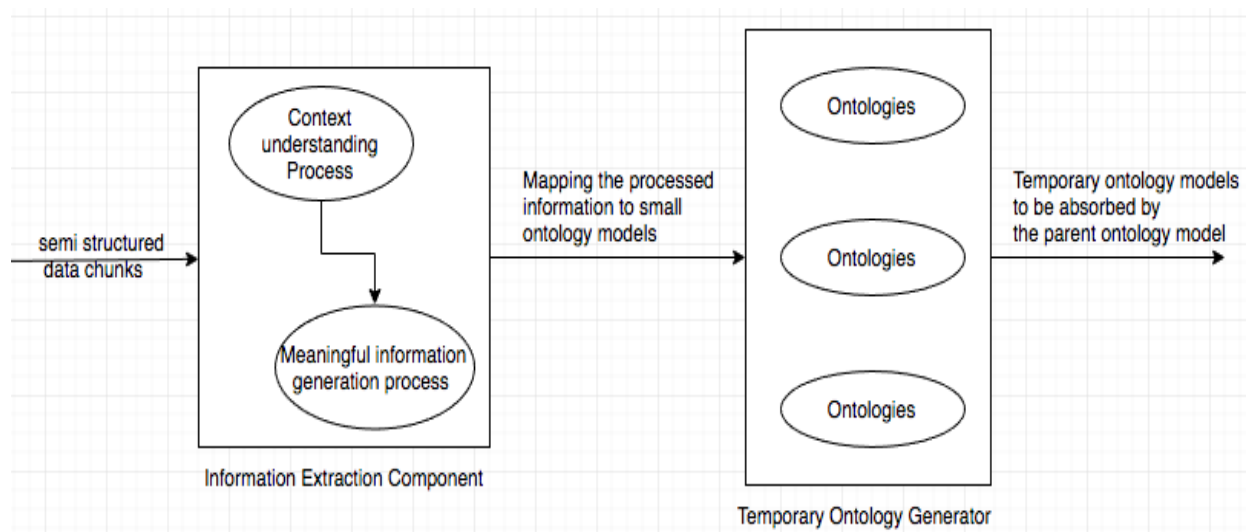 semi structured
data chunks
Context
understanding
Process
Meaningful information
generation process
Information Extraction Component
Mapping the processed
information to small
ontology models
Ontologies
Ontologies
Ontologies
Temporary Ontology Generator
Temporary ontology models
to be absorbed by
the parent ontology model